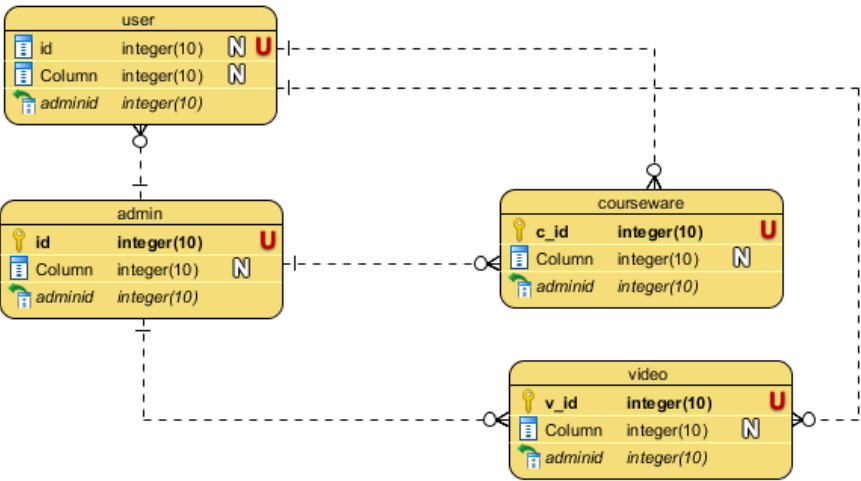 user
id integer(10) N U
Column integer(10) N
adminid integer(10)
admin
id integer(10) U
Column integer(10) N
adminid integer(10)
courseware
c_id integer(10) U
Column integer(10) N
adminid integer(10)
video
v_id integer(10) U
Column integer(10) N
adminid integer(10)